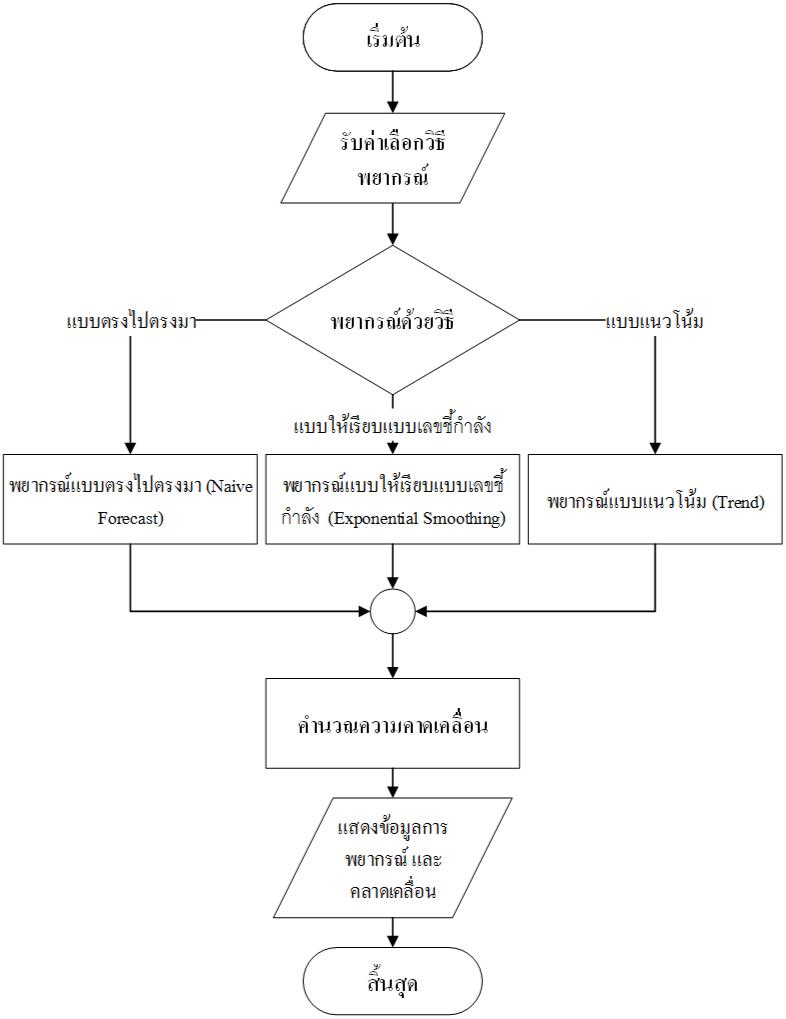 เริ่มต้น
รับค่าเลือกวิธี
พยากรณ์
แบบตรงไปตรงมา
พยากรณ์ด้วยวิธี
แบบแนวโน้ม
แบบให้เรียบแบบเลขชี้กำลัง
พยากรณ์แบบตรงไปตรงมา (Naive
Forecast)
พยากรณ์แบบให้เรียบแบบเลขชี้
กำลัง (Exponential Smoothing)
พยากรณ์แบบแนวโน้ม (Trend)
คำนวณความคาดเคลื่อน
แสดงข้อมูลการ
พยากรณ์ และ
คลาดเคลื่อน
สิ้นสุด